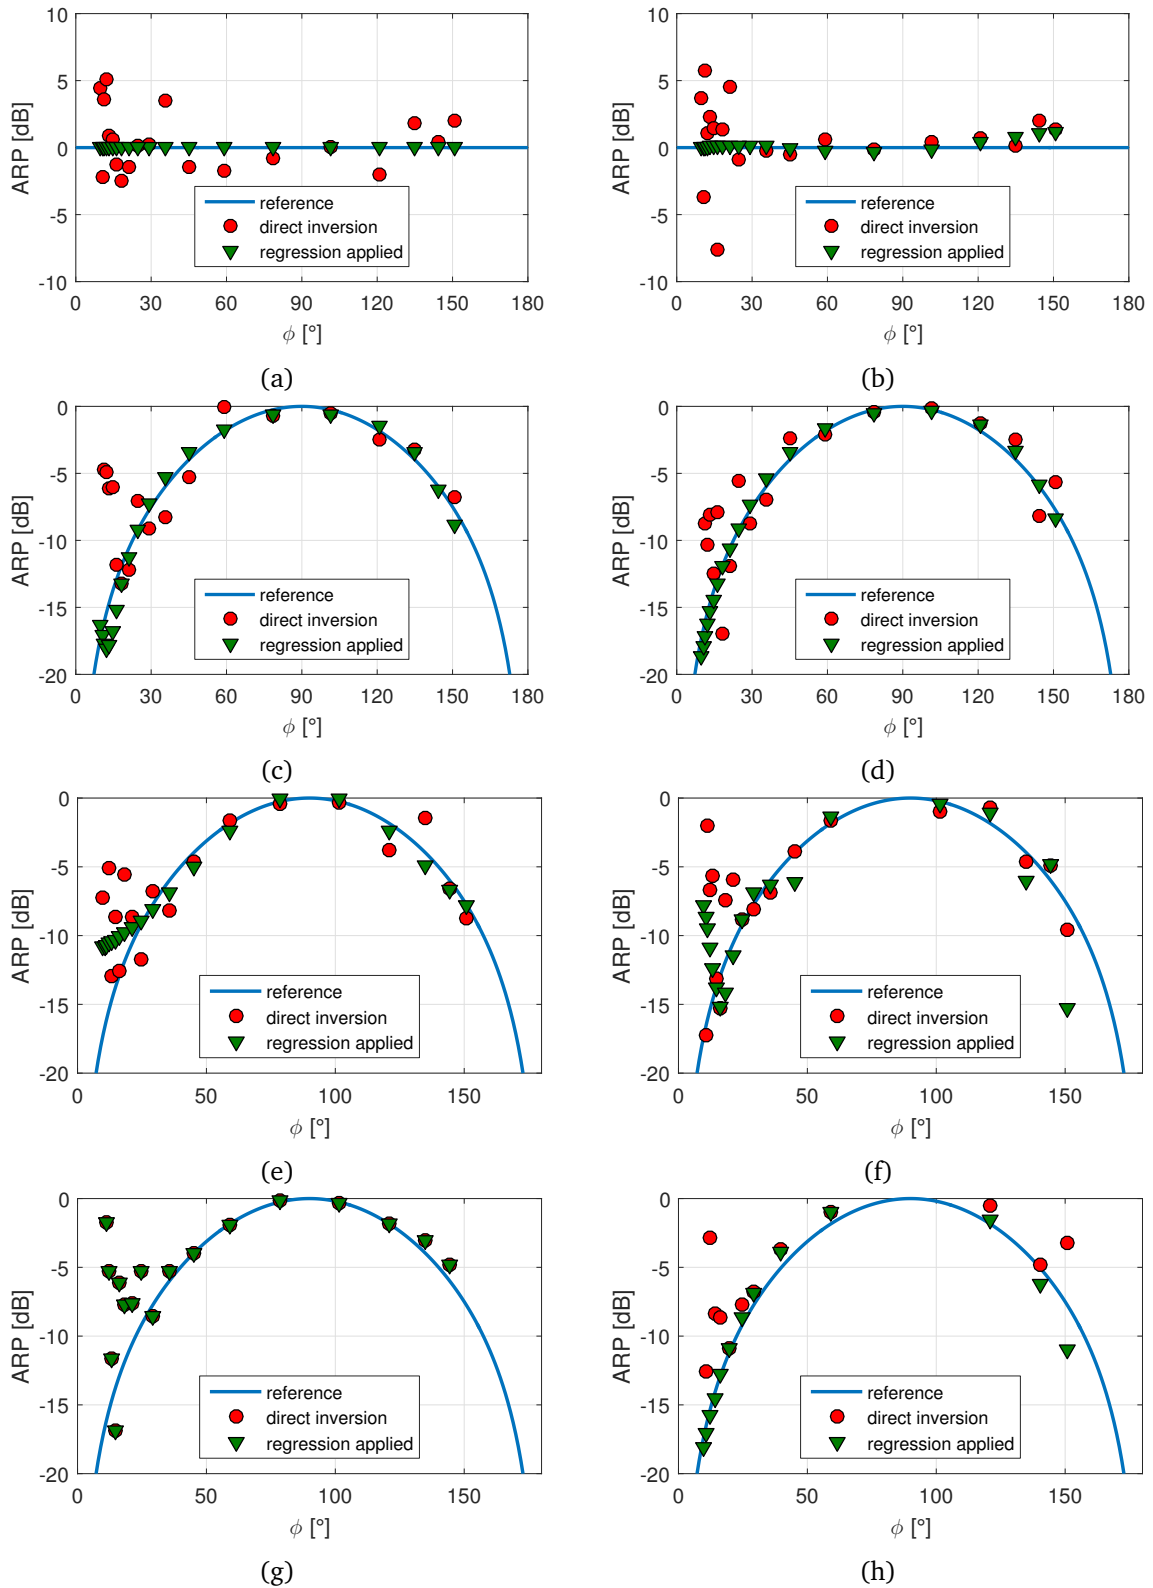 10
5
0
-5
-10
ARP [dB]
0 30 60 90 120 150 180
ϕ [°]
reference
direct inversion
regression applied
(a)
10
5
0
-5
-10
ARP [dB]
0 30 60 90 120 150 180
ϕ [°]
reference
direct inversion
regression applied
(b)
0
-5
-10
-15
-20
ARP [dB]
0 30 60 90 120 150 180
ϕ [°]
reference
direct inversion
regression applied
(c)
0
-5
-10
-15
-20
ARP [dB]
0 30 60 90 120 150 180
ϕ [°]
reference
direct inversion
regression applied
(d)
0
-5
-10
-15
-20
ARP [dB]
0 50 100 150
ϕ [°]
reference
direct inversion
regression applied
(e)
0
-5
-10
-15
-20
ARP [dB]
0 50 100 150
ϕ [°]
reference
direct inversion
regression applied
(f)
0
-5
-10
-15
-20
ARP [dB]
0 50 100 150
ϕ [°]
reference
direct inversion
regression applied
(g)
0
-5
-10
-15
-20
ARP [dB]
0 50 100 150
ϕ [°]
reference
direct inversion
regression applied
(h)